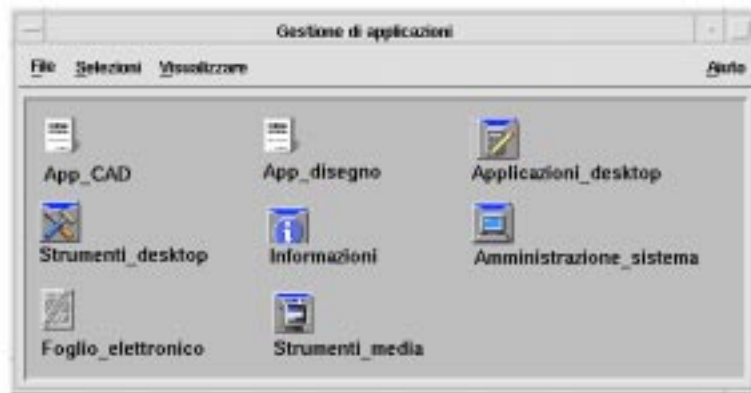 Gestione di applicazioni
File Selezioni Visualizzare Aiuto
App_CAD App_disegno Applicazioni_desktop
Strumenti_desktop Informazioni Amministrazione_sistema
Foglio_elettronico Strumenti_media